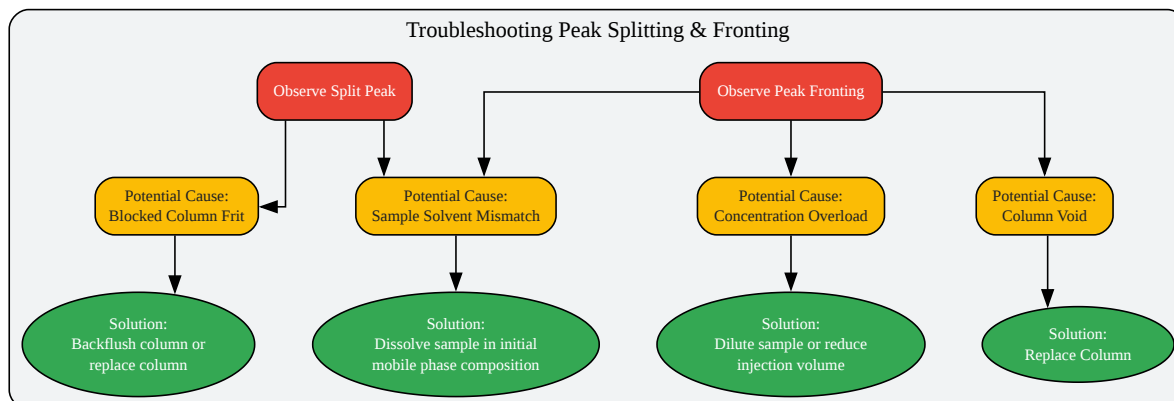 Troubleshooting Peak Splitting & Fronting
Observe Split Peak
Observe Peak Fronting
Potential Cause:
Blocked Column Frit
Potential Cause:
Sample Solvent Mismatch
Potential Cause:
Concentration Overload
Potential Cause:
Column Void
Solution:
Backflush column or
replace column
Solution:
Dissolve sample in initial
mobile phase composition
Solution:
Dilute sample or reduce
injection volume
Solution:
Replace Column